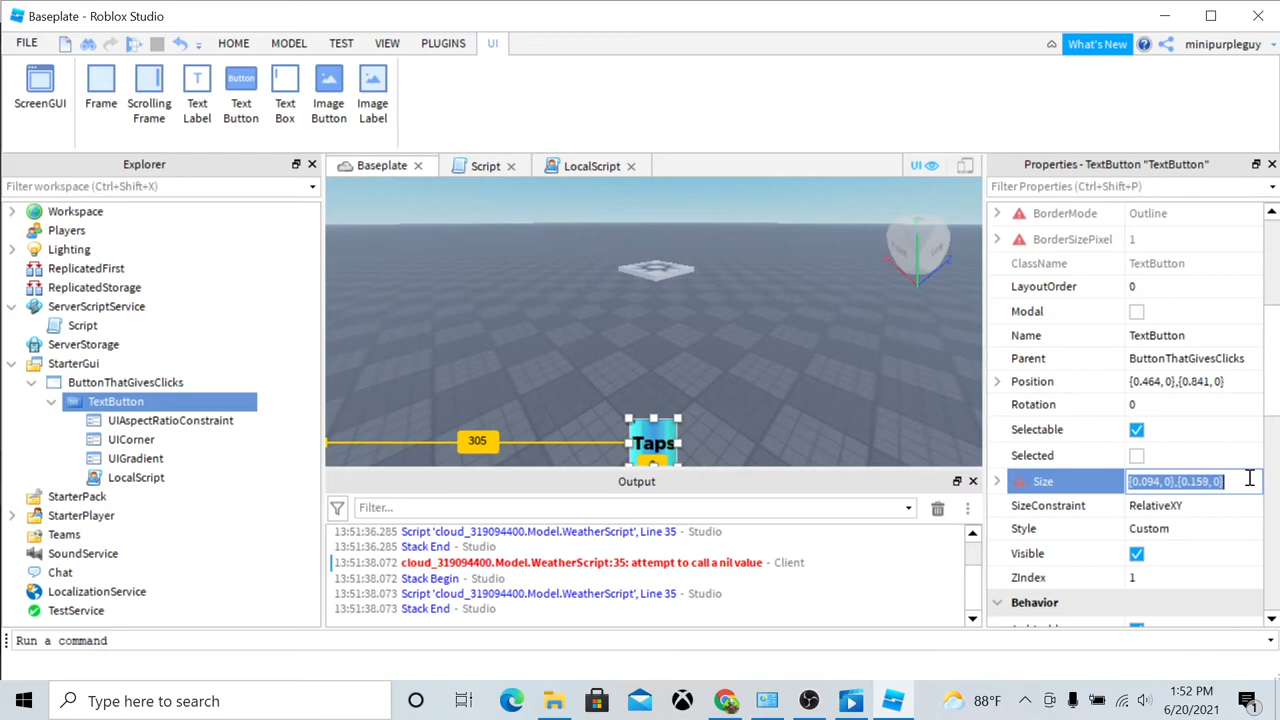 Baseplate - Roblox Studio
FILE HOME MODEL TEST VIEW PLUGINS UI What's New minipurpleguy
ScreenGUI Frame Scrolling Frame Text Label Button Text Button Text Box Image Button Image Label
Explorer
Filter workspace (Ctrl+Shift+X)
Workspace
Players
Lighting
ReplicatedFirst
ReplicatedStorage
ServerScriptService
Script
ServerStorage
StarterGui
ButtonThatGivesClicks
TextButton
UIAspectRatioConstraint
UICorner
UIGradient
LocalScript
StarterPack
StarterPlayer
Teams
SoundService
Chat
LocalizationService
TestService
Baseplate Script LocalScript UI
305 Taps
Output
Filter...
13:51:36.285 Script 'cloud_319094400.Model.WeatherScript', Line 35 - Studio
13:51:36.285 Stack End - Studio
13:51:38.072 cloud_319094400.Model.WeatherScript:35: attempt to call a nil value - Client
13:51:38.072 Stack Begin - Studio
13:51:38.073 Script 'cloud_319094400.Model.WeatherScript', Line 35 - Studio
13:51:38.073 Stack End - Studio
Properties - TextButton "TextButton"
Filter Properties (Ctrl+Shift+P)
BorderMode Outline
BorderSizePixel 1
ClassName TextButton
LayoutOrder 0
Modal
Name TextButton
Parent ButtonThatGivesClicks
Position {0.464, 0},{0.841, 0}
Rotation 0
Selectable
Selected
Size {0.094, 0},{0.159, 0}
SizeConstraint RelativeXY
Style Custom
Visible
ZIndex 1
Behavior
Run a command
Type here to search 88°F 1:52 PM
6/20/2021 1